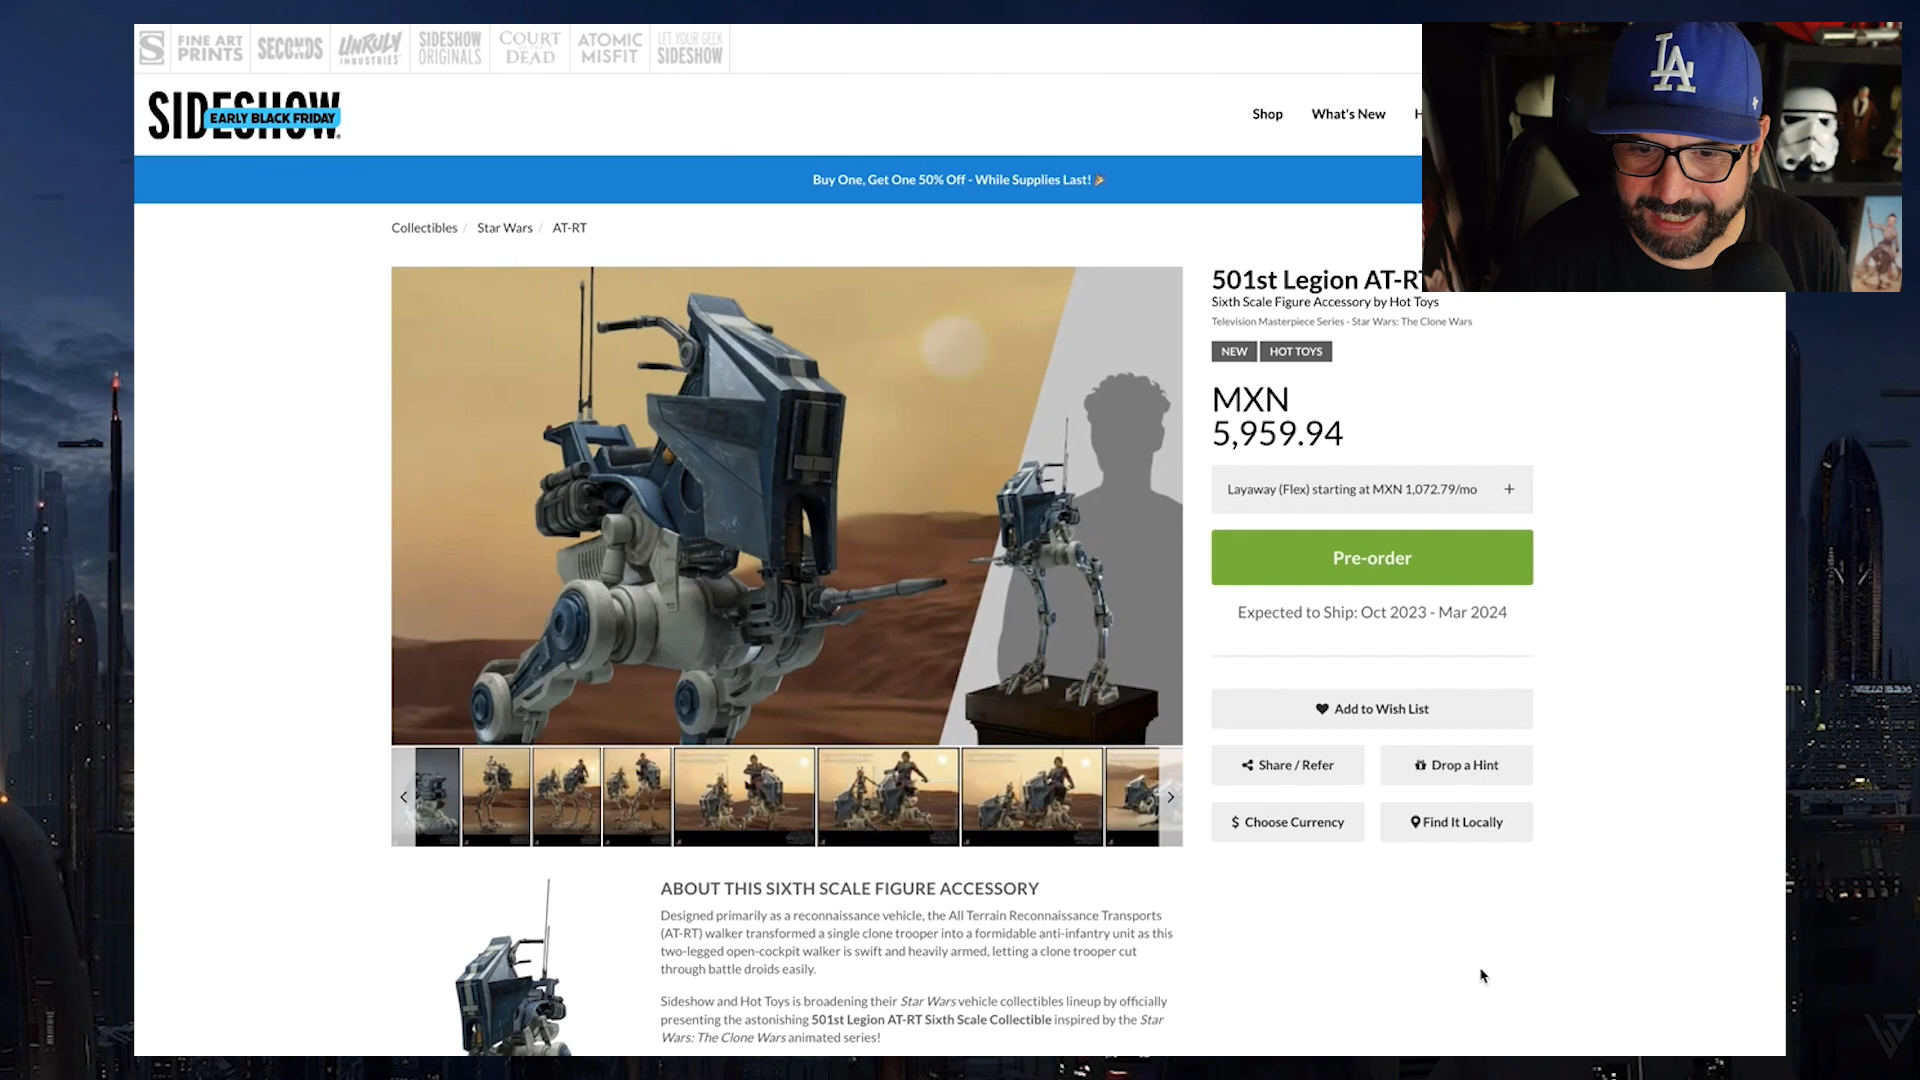 S
FINE ART
PRINTS
SECONDS
UNRULY
INDUSTRIES
SIDESHOW
ORIGINALS
COURT
OF THE
DEAD
ATOMIC
MISFIT
LET YOUR GEEK
SIDESHOW
SIDESHOW
EARLY BLACK FRIDAY
Shop
What's New
H
Buy One, Get One 50% Off - While Supplies Last! 🎉
LA
Collectibles / Star Wars / AT-RT
501st Legion AT-R
Sixth Scale Figure Accessory by Hot Toys
Television Masterpiece Series - Star Wars: The Clone Wars
NEW
HOT TOYS
MXN
5,959.94
Layaway (Flex) starting at MXN 1,072.79/mo +
Pre-order
Expected to Ship: Oct 2023 - Mar 2024
Add to Wish List
Share / Refer
Drop a Hint
$ Choose Currency
Find It Locally
ABOUT THIS SIXTH SCALE FIGURE ACCESSORY
Designed primarily as a reconnaissance vehicle, the All Terrain Reconnaissance Transports
(AT-RT) walker transformed a single clone trooper into a formidable anti-infantry unit as this
two-legged open-cockpit walker is swift and heavily armed, letting a clone trooper cut
through battle droids easily.
Sideshow and Hot Toys is broadening their Star Wars vehicle collectibles lineup by officially
presenting the astonishing 501st Legion AT-RT Sixth Scale Collectible inspired by the Star
Wars: The Clone Wars animated series!